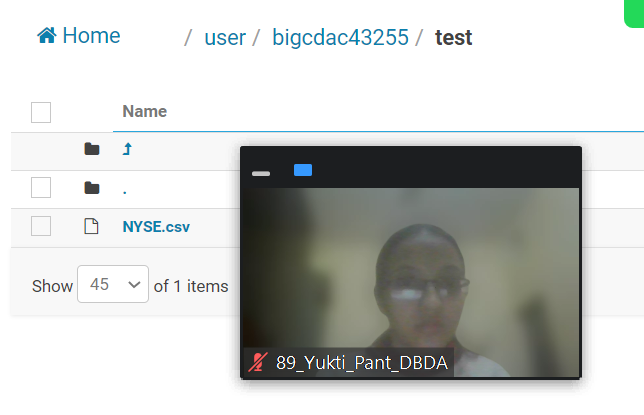 Home / user / bigcdac43255 / test
Name
.
NYSE.csv
Show 45 of 1 items
89_Yukti_Pant_DBDA